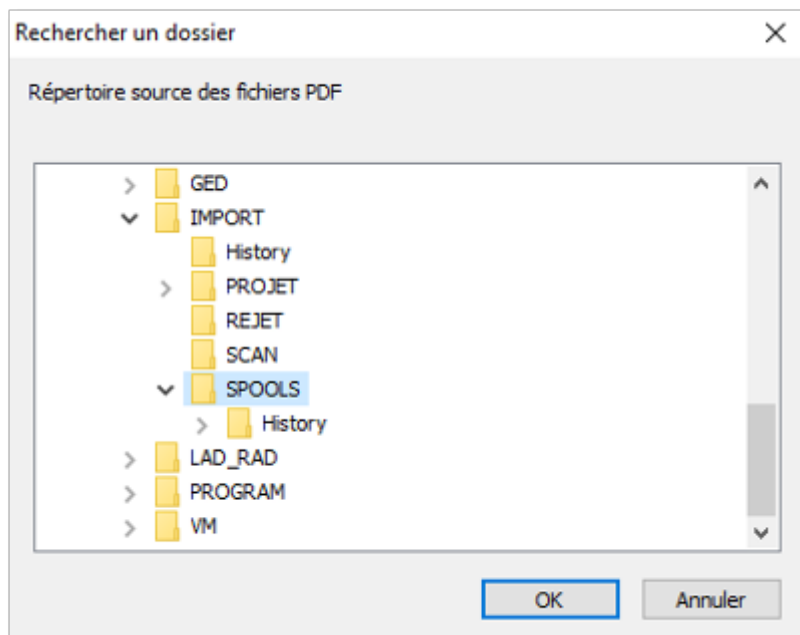 Rechercher un dossier
Répertoire source des fichiers PDF
GED
IMPORT
History
PROJET
REJET
SCAN
SPOOLS
History
LAD_RAD
PROGRAM
VM
OK Annuler